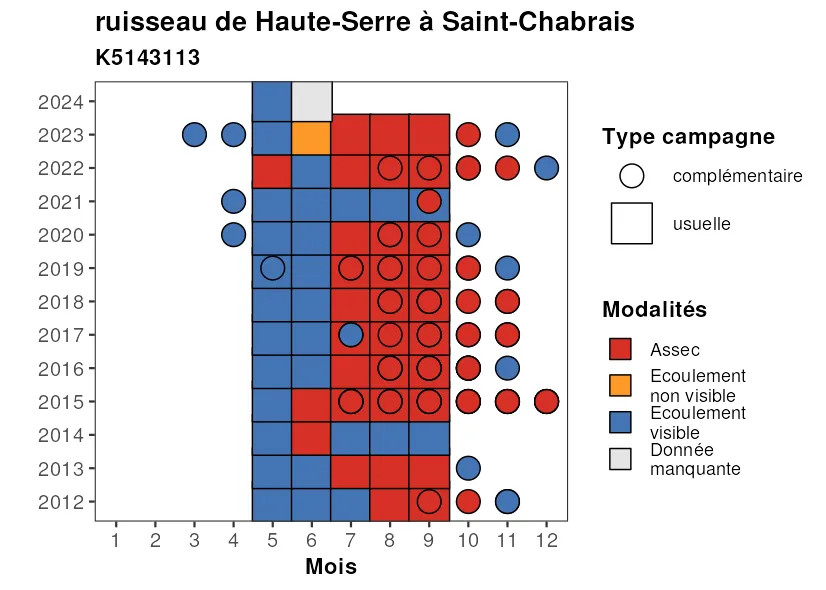 ruisseau de Haute-Serre à Saint-Chabrais
K5143113
2024
2023
2022
2021
2020
2019
2018
2017
2016
2015
2014
2013
2012
1 2 3 4 5 6 7 8 9 10 11 12
Mois
Type campagne
complémentaire
usuelle
Modalités
Assec
Ecoulement
non visible
Ecoulement
visible
Donnée
manquante